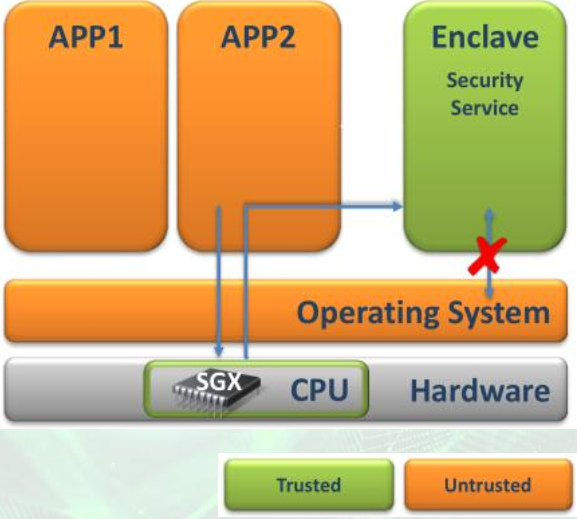 APP1
APP2
Enclave
Security
Service
Operating System
SGX
CPU
Hardware
Trusted
Untrusted